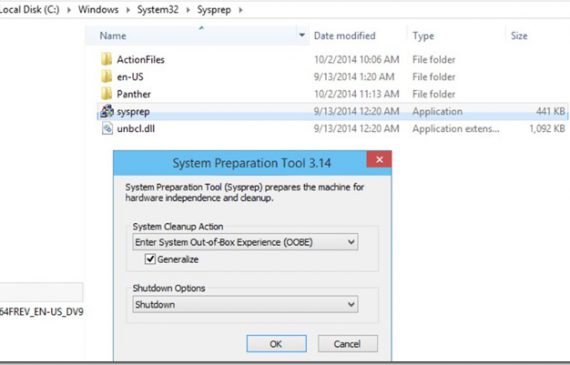 Local Disk (C:) ▸ Windows ▸ System32 ▸ Sysprep ▸
Name Date modified Type Size
ActionFiles 10/2/2014 10:06 AM File folder
en-US 9/13/2014 1:20 AM File folder
Panther 10/2/2014 11:13 AM File folder
sysprep 9/13/2014 12:20 AM Application 441 KB
unbcl.dll 9/13/2014 12:20 AM Application extens... 1,092 KB
System Preparation Tool 3.14
System Preparation Tool (Sysprep) prepares the machine for
hardware independence and cleanup.
System Cleanup Action
Enter System Out-of-Box Experience (OOBE)
Generalize
Shutdown Options
Shutdown
64FREV_EN-US_DV9
OK Cancel